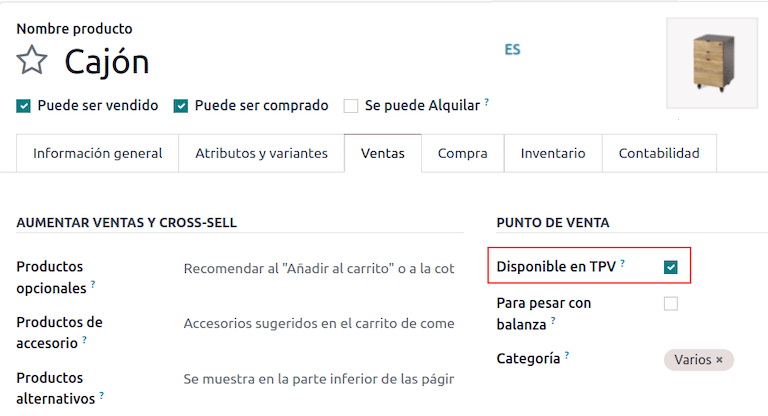 Nombre producto
Cajón
ES
Puede ser vendido
Puede ser comprado
Se puede Alquilar ?
Información general
Atributos y variantes
Ventas
Compra
Inventario
Contabilidad
AUMENTAR VENTAS Y CROSS-SELL
Productos
opcionales ?
Recomendar al "Añadir al carrito" o a la cot
Productos de
accesorio ?
Accesorios sugeridos en el carrito de come
Productos
alternativos ?
Se muestra en la parte inferior de las págir
PUNTO DE VENTA
Disponible en TPV ?
Para pesar con
balanza ?
Categoría ?
Varios ×